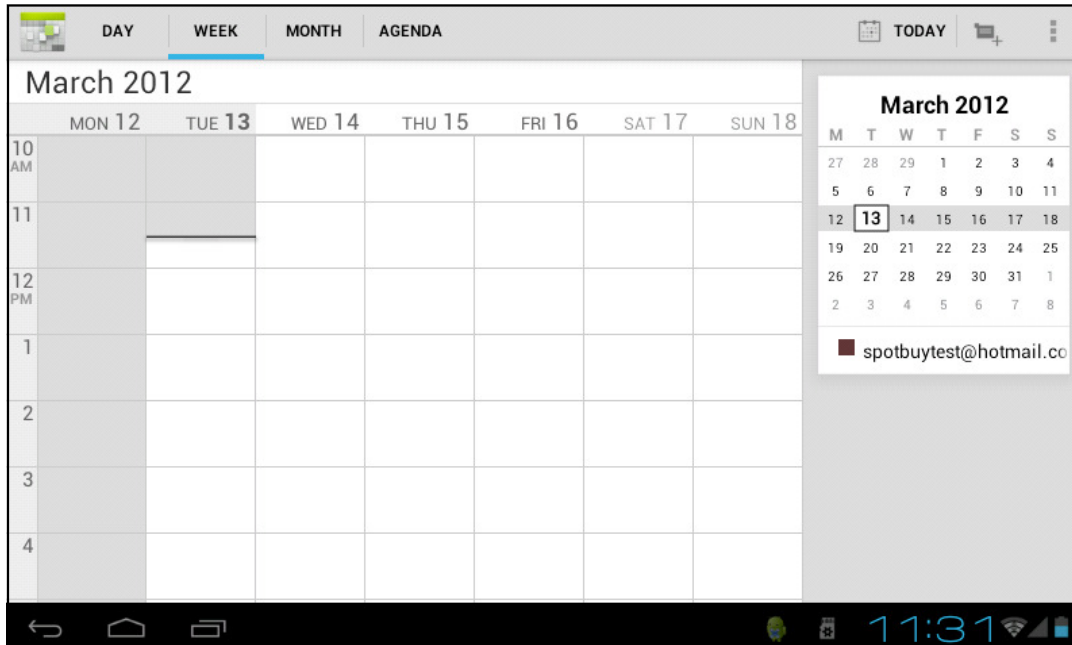 DAY WEEK MONTH AGENDA TODAY
March 2012
MON 12 TUE 13 WED 14 THU 15 FRI 16 SAT 17 SUN 18
10
AM
11
12
PM
1
2
3
4
March 2012
M T W T F S S
27 28 29 1 2 3 4
5 6 7 8 9 10 11
12 13 14 15 16 17 18
19 20 21 22 23 24 25
26 27 28 29 30 31 1
2 3 4 5 6 7 8
spotbuytest@hotmail.co
11:31